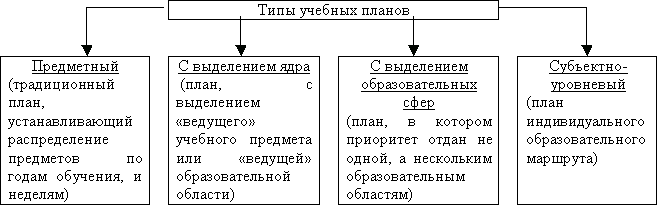 Типы учебных планов
Предметный
(традиционный
план,
устанавливающий
распределение
предметов по
годам обучения, и
неделям)
С выделением ядра
(план, с
выделением
«ведущего»
учебного предмета
или «ведущей»
образовательной
области)
С выделением
образовательных
сфер
(план, в котором
приоритет отдан не
одной, а нескольким
образовательным
областям)
Субъектно-
уровневый
(план
индивидуального
образовательного
маршрута)